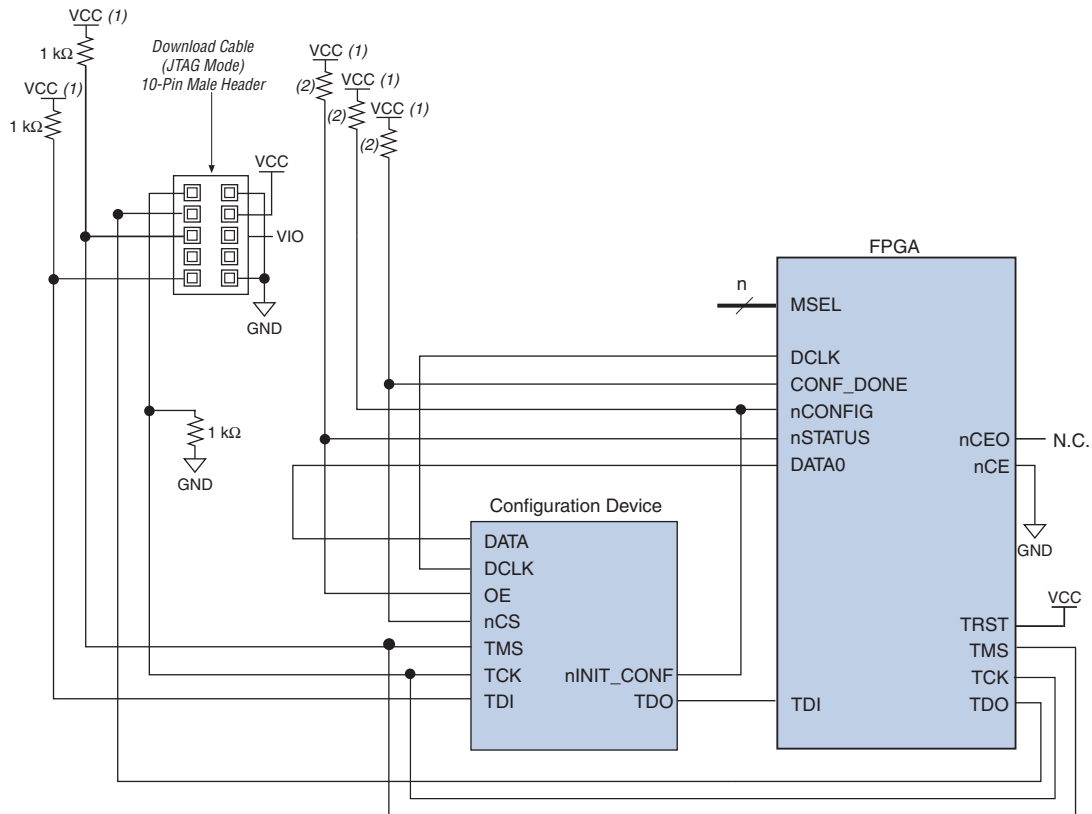 VCC (1)
1 kΩ
VCC (1)
1 kΩ
Download Cable
(JTAG Mode)
10-Pin Male Header
VCC (1)
(2)
VCC (1)
(2)
VCC (1)
(2)
VCC
VIO
GND
1 kΩ
GND
FPGA
n
MSEL
DCLK
CONF_DONE
nCONFIG
nSTATUS
DATA0
nCEO
N.C.
nCE
GND
VCC
TRST
TMS
TCK
TDO
TDI
Configuration Device
DATA
DCLK
OE
nCS
TMS
TCK
TDI
nINIT_CONF
TDO